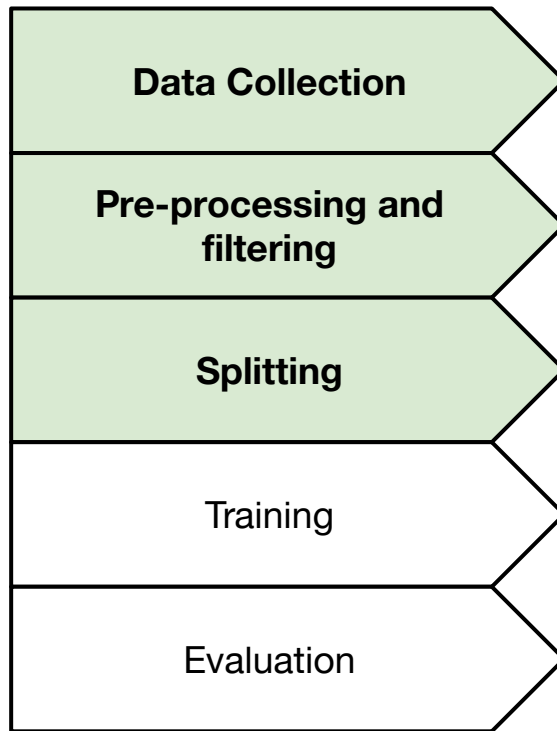 Data Collection
Pre-processing and
filtering
Splitting
Training
Evaluation